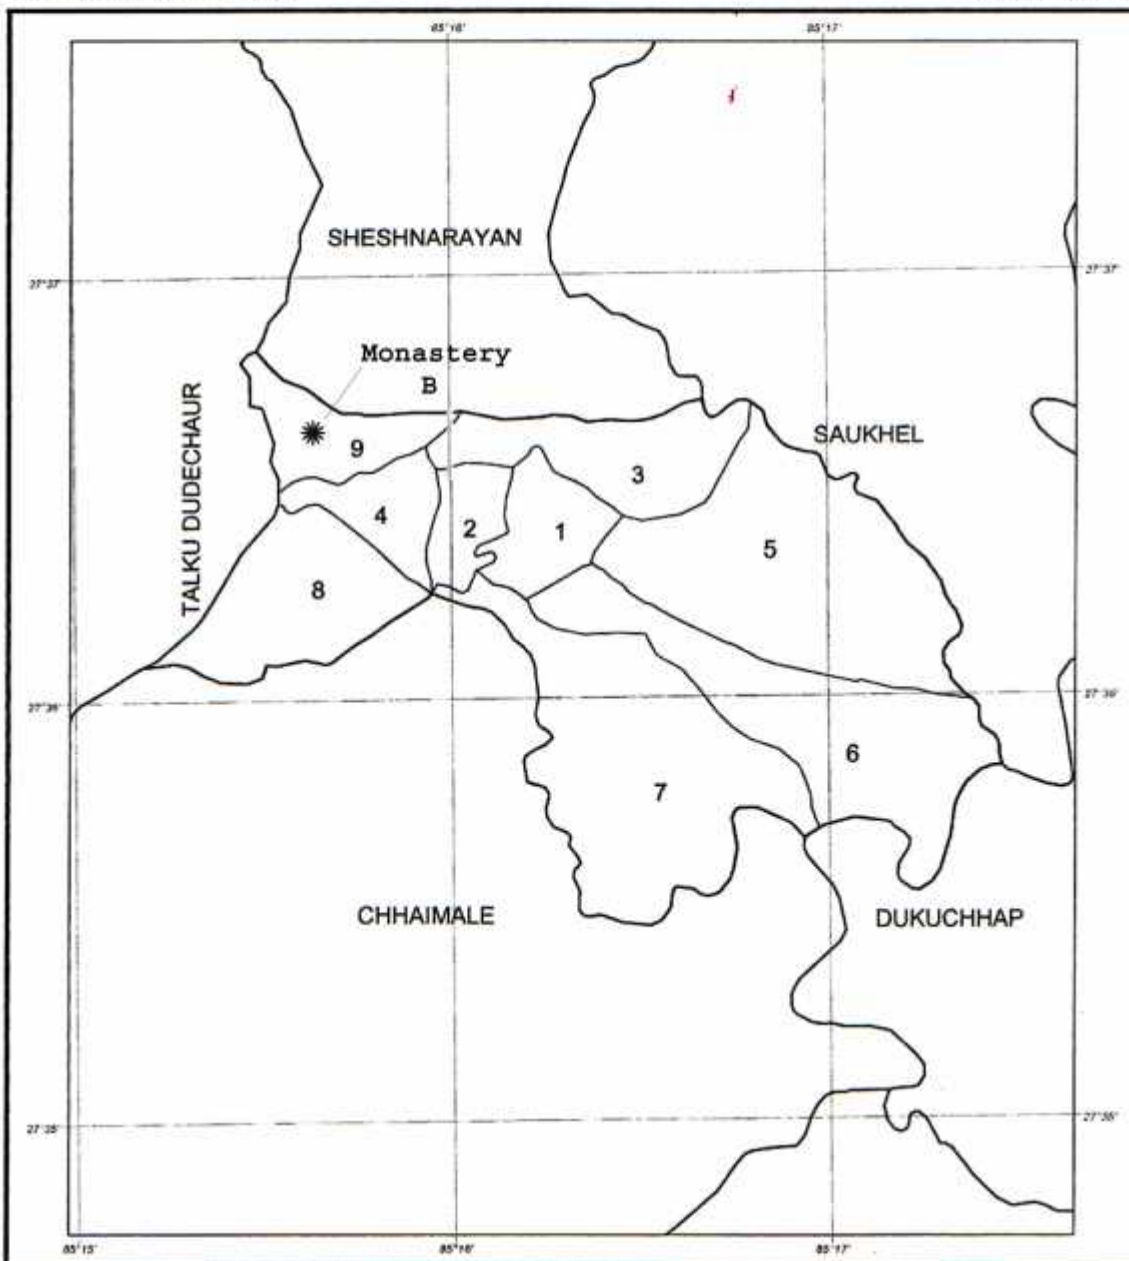 85°16' 85°17'
SHESHNARAYAN
27°37' 27°37'
Monastery
B
TALKU DUDECHAUR
SAUKHEL
9
3
4
2
1
5
8
27°36' 27°36'
6
7
CHHAIMALE
DUKUCHHAP
27°35' 27°35'
85°15' 85°16' 85°17'